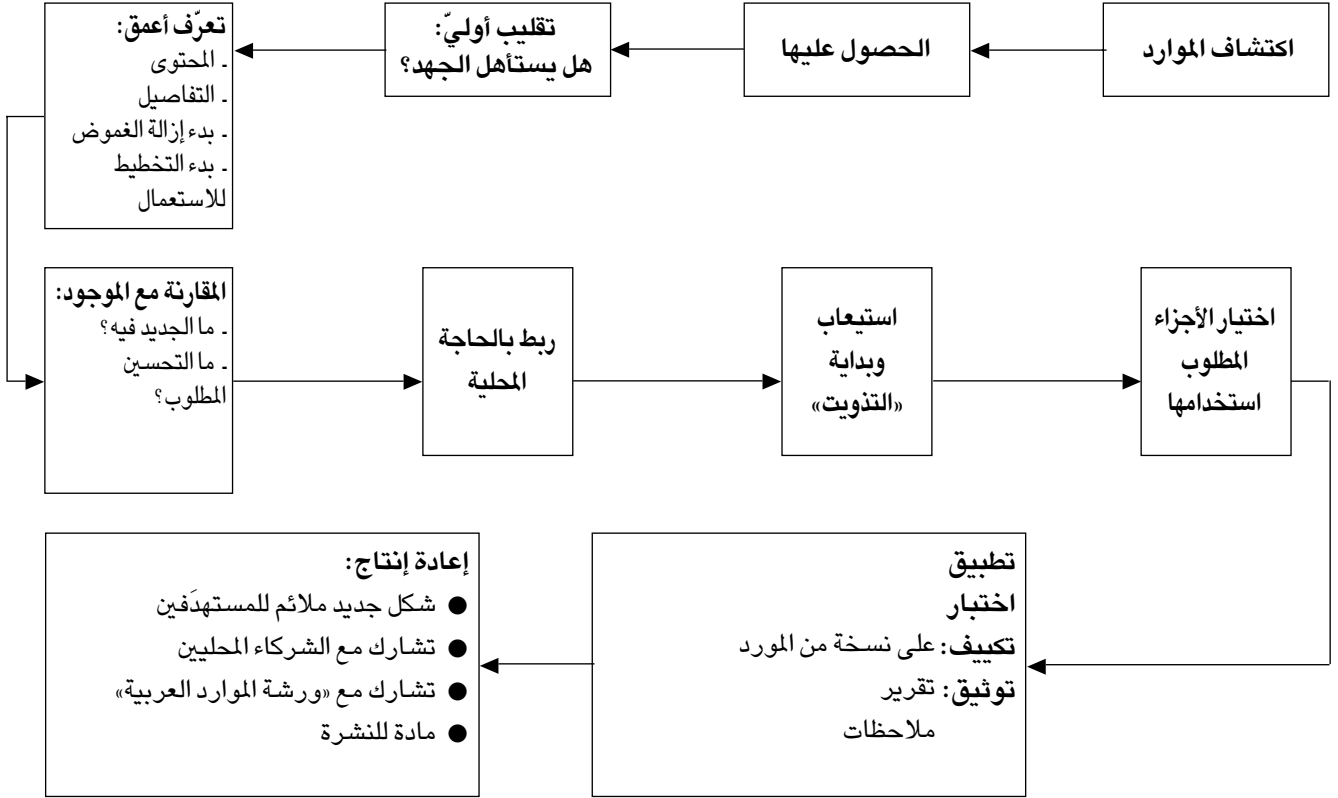 اكتشاف الموارد
الحصول عليها
تقليب أوليّ:
هل يستأهل الجهد؟
تعرّف أعمق:
ـ المحتوى
ـ التفاصيل
ـ بدء إزالة الغموض
ـ بدء التخطيط
للاستعمال
المقارنة مع الموجود:
ـ ما الجديد فيه؟
ـ ما التحسين
المطلوب؟
ربط بالحاجة
المحلية
استيعاب
وبداية
«التذويت»
اختيار الأجزاء
المطلوب
استخدامها
تطبيق
اختبار
تكييف: على نسخة من المورد
توثيق: تقرير
ملاحظات
إعادة إنتاج:
● شكل جديد ملائم للمستهدَفين
● تشارك مع الشركاء المحليين
● تشارك مع «ورشة الموارد العربية»
● مادة للنشرة